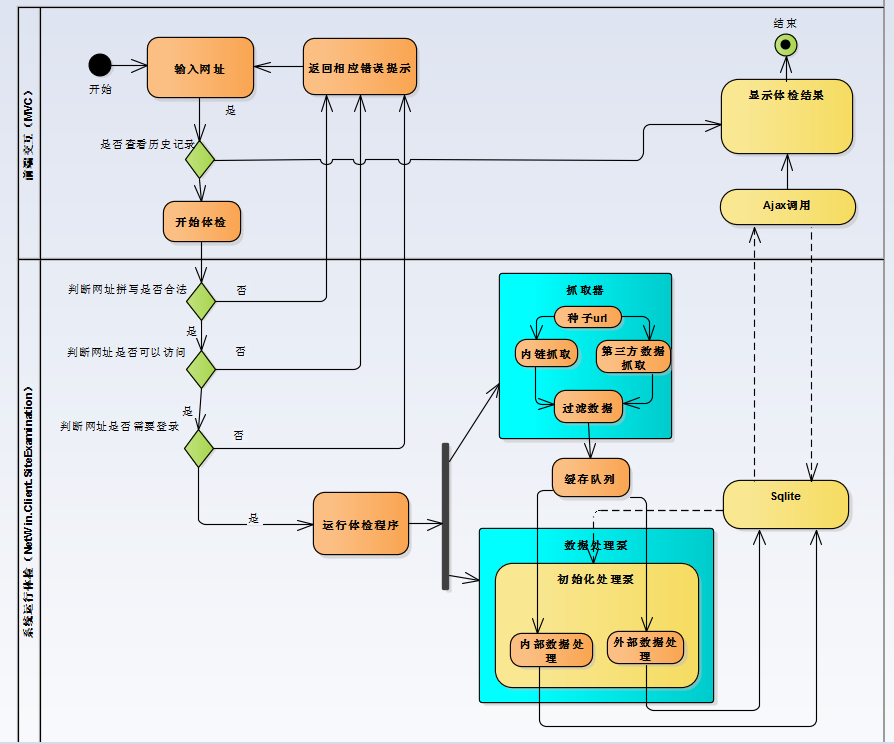 结束
输入网址
返回相应错误提示
显示体检结果
开始
是
是否查看历史记录
前端交互（MVC）
Ajax调用
开始体检
判断网址拼写是否合法
否
抓取器
种子url
是
判断网址是否可以访问
否
内链抓取
第三方数据
抓取
是
过滤数据
判断网址是否需要登录
否
系统运行体检（NetWin.Client.SiteExamination）
缓存队列
Sqlite
是
运行体检程序
数据处理泵
初始化处理泵
内部数据处
理
外部数据处
理